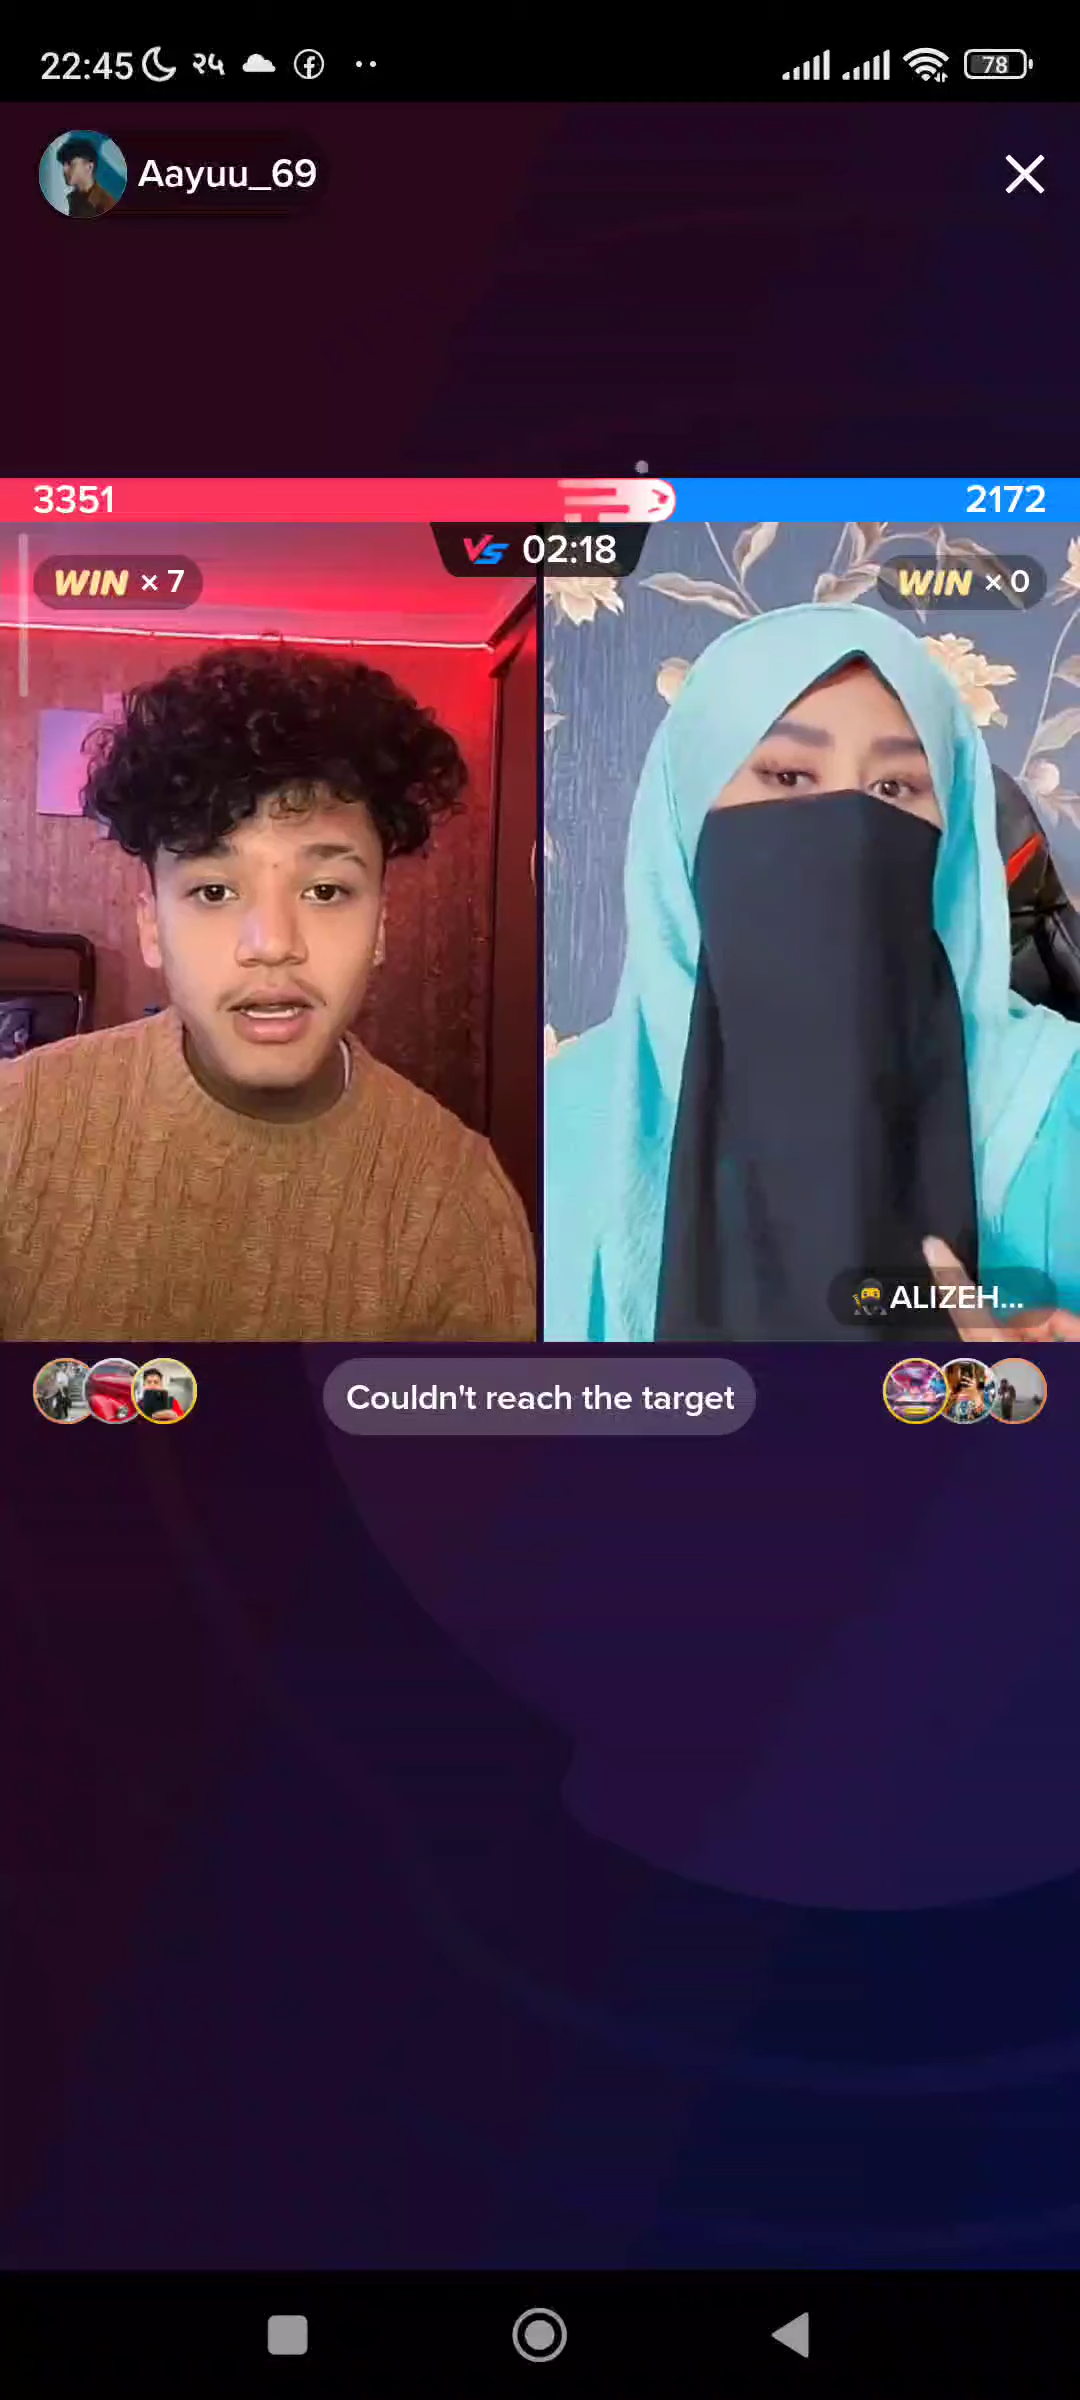 22:45 २५
78
Aayuu_69
3351
2172
VS 02:18
WIN × 7
WIN × 0
ALIZEH...
Couldn't reach the target